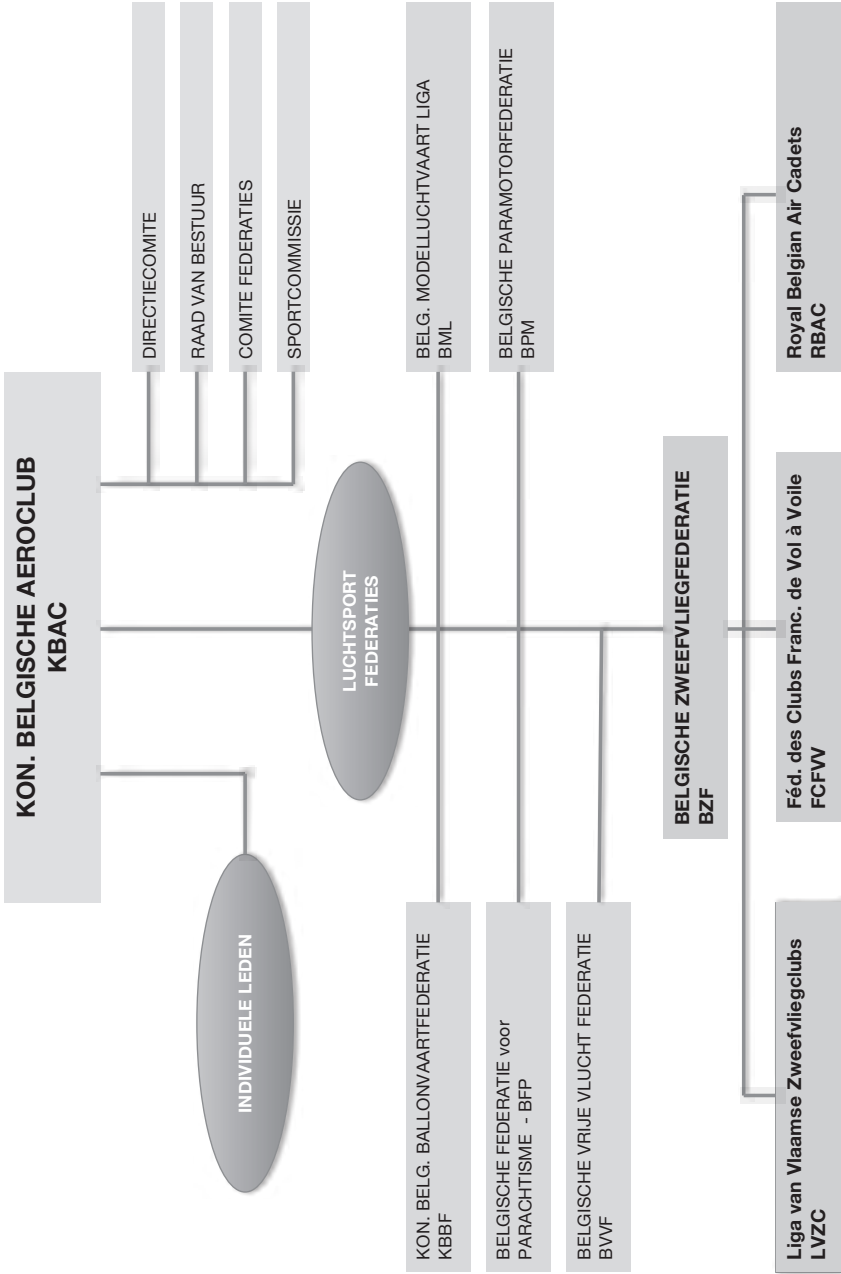 KON. BELGISCHE AEROCLUB
KBAC
DIRECTIECOMITE
RAAD VAN BESTUUR
COMITE FEDERATIES
SPORTCOMMISSIE
INDIVIDUELE LEDEN
LUCHTSPORT
FEDERATIES
KON. BELG. BALLONVAARTFEDERATIE
KBBF
BELG. MODELLUCHTVAART LIGA
BML
BELGISCHE FEDERATIE voor
PARACHTISME - BFP
BELGISCHE PARAMOTORFEDERATIE
BPM
BELGISCHE VRIJE VLUCHT FEDERATIE
BVVF
BELGISCHE ZWEEFVLIEGFEDERATIE
BZF
Liga van Vlaamse Zweefvliegclubs
LVZC
Féd. des Clubs Franc. de Vol à Voile
FCFVV
Royal Belgian Air Cadets
RBAC